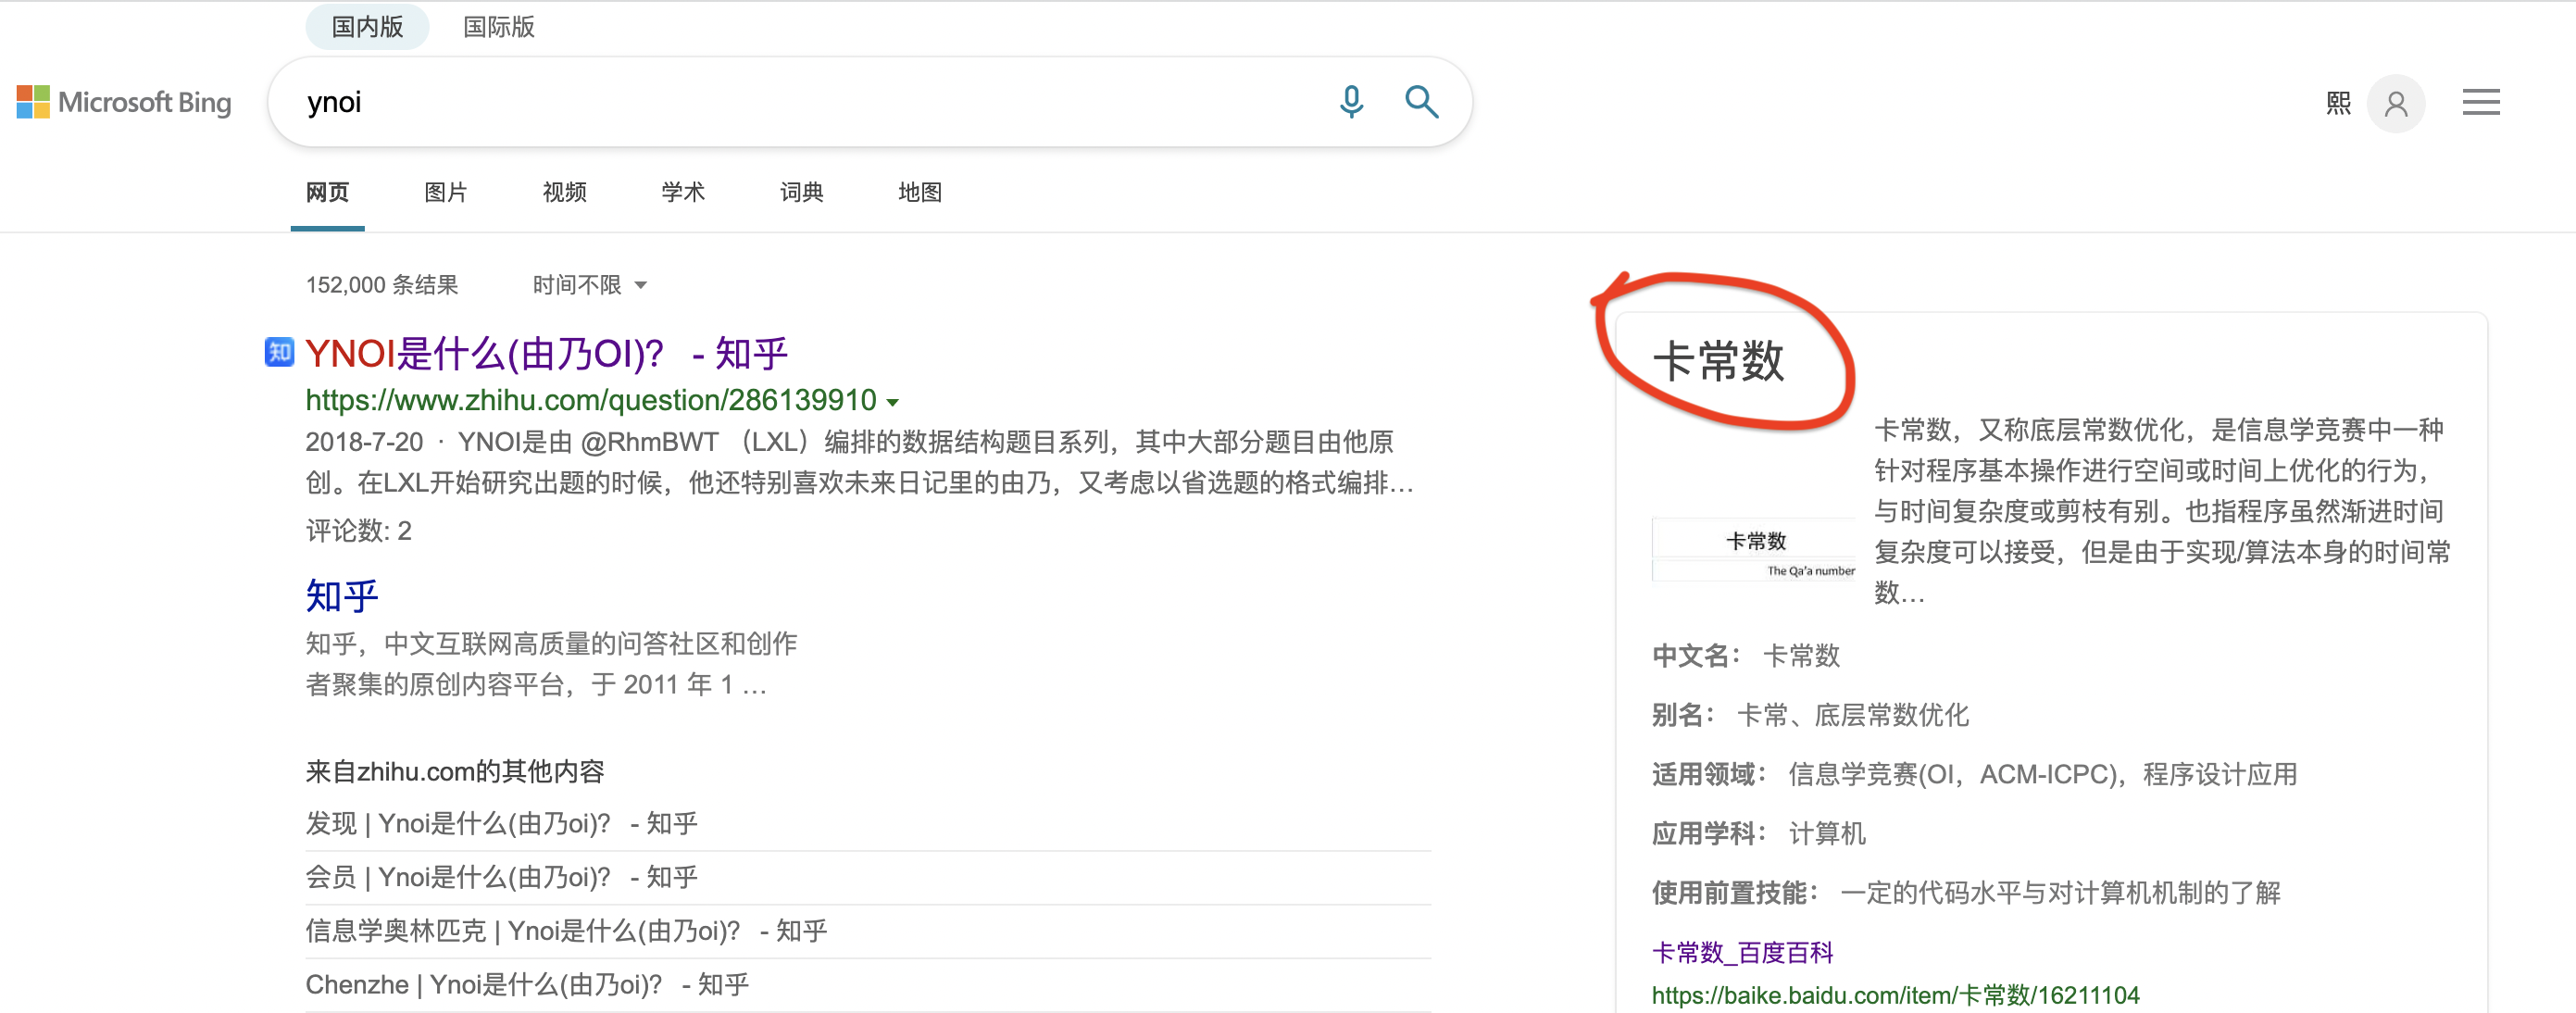 国内版 国际版
Microsoft Bing
ynoi
熙
网页 图片 视频 学术 词典 地图
152,000 条结果 时间不限
知 YNOI是什么(由乃OI)? - 知乎
https://www.zhihu.com/question/286139910
2018-7-20 · YNOI是由 @RhmBWT （LXL）编排的数据结构题目系列，其中大部分题目由他原
创。在LXL开始研究出题的时候，他还特别喜欢未来日记里的由乃，又考虑以省选题的格式编排…
评论数: 2
知乎
知乎，中文互联网高质量的问答社区和创作
者聚集的原创内容平台，于 2011 年 1 …
来自zhihu.com的其他内容
发现 | Ynoi是什么(由乃oi)? - 知乎
会员 | Ynoi是什么(由乃oi)? - 知乎
信息学奥林匹克 | Ynoi是什么(由乃oi)? - 知乎
Chenzhe | Ynoi是什么(由乃oi)? - 知乎
卡常数
卡常数，又称底层常数优化，是信息学竞赛中一种
针对程序基本操作进行空间或时间上优化的行为，
与时间复杂度或剪枝有别。也指程序虽然渐进时间
复杂度可以接受，但是由于实现/算法本身的时间常
数…
卡常数
The Qa'a number
中文名： 卡常数
别名： 卡常、底层常数优化
适用领域： 信息学竞赛(OI，ACM-ICPC)，程序设计应用
应用学科： 计算机
使用前置技能： 一定的代码水平与对计算机机制的了解
卡常数_百度百科
https://baike.baidu.com/item/卡常数/16211104